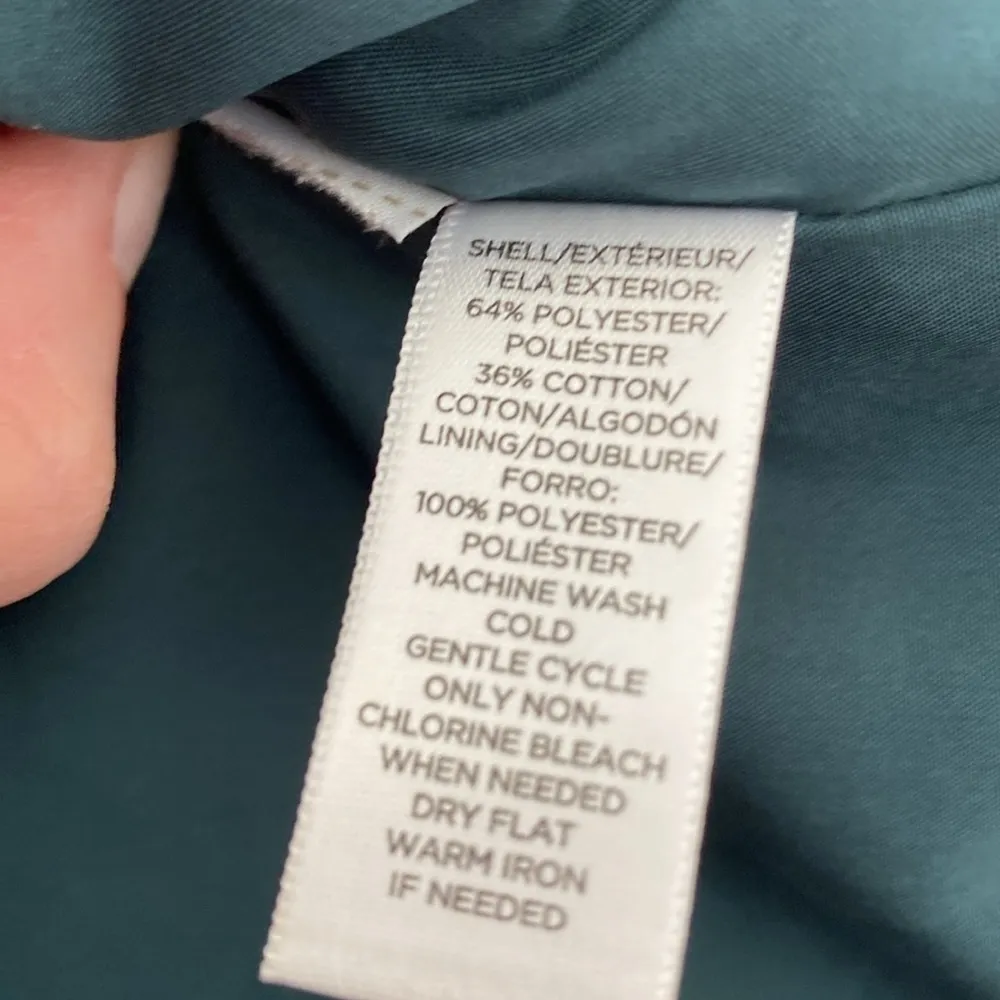 SHELL/EXTÉRIEUR/
TELA EXTERIOR:
64% POLYESTER/
POLIÉSTER
36% COTTON/
COTON/ALGODÓN
LINING/DOUBLURE/
FORRO:
100% POLYESTER/
POLIÉSTER
MACHINE WASH
COLD
GENTLE CYCLE
ONLY NON-
CHLORINE BLEACH
WHEN NEEDED
DRY FLAT
WARM IRON
IF NEEDED